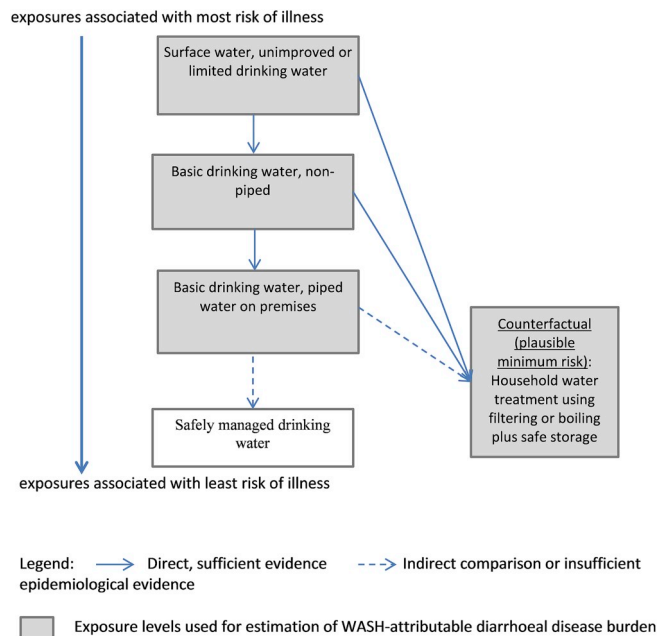 exposures associated with most risk of illness
Surface water, unimproved or
limited drinking water
Basic drinking water, non-
piped
Basic drinking water, piped
water on premises
Counterfactual
(plausible
minimum risk):
Household water
treatment using
filtering or boiling
plus safe storage
Safely managed drinking
water
exposures associated with least risk of illness
Legend: Direct, sufficient evidence Indirect comparison or insufficient
epidemiological evidence
Exposure levels used for estimation of WASH-attributable diarrhoeal disease burden